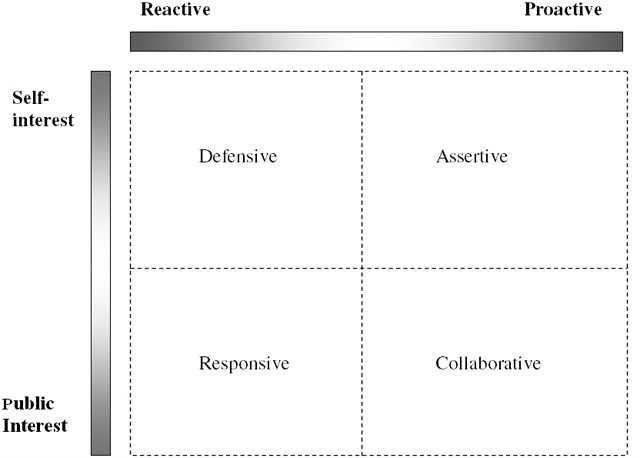 Reactive Proactive
Self-
interest
Defensive Assertive
Responsive Collaborative
Public
Interest